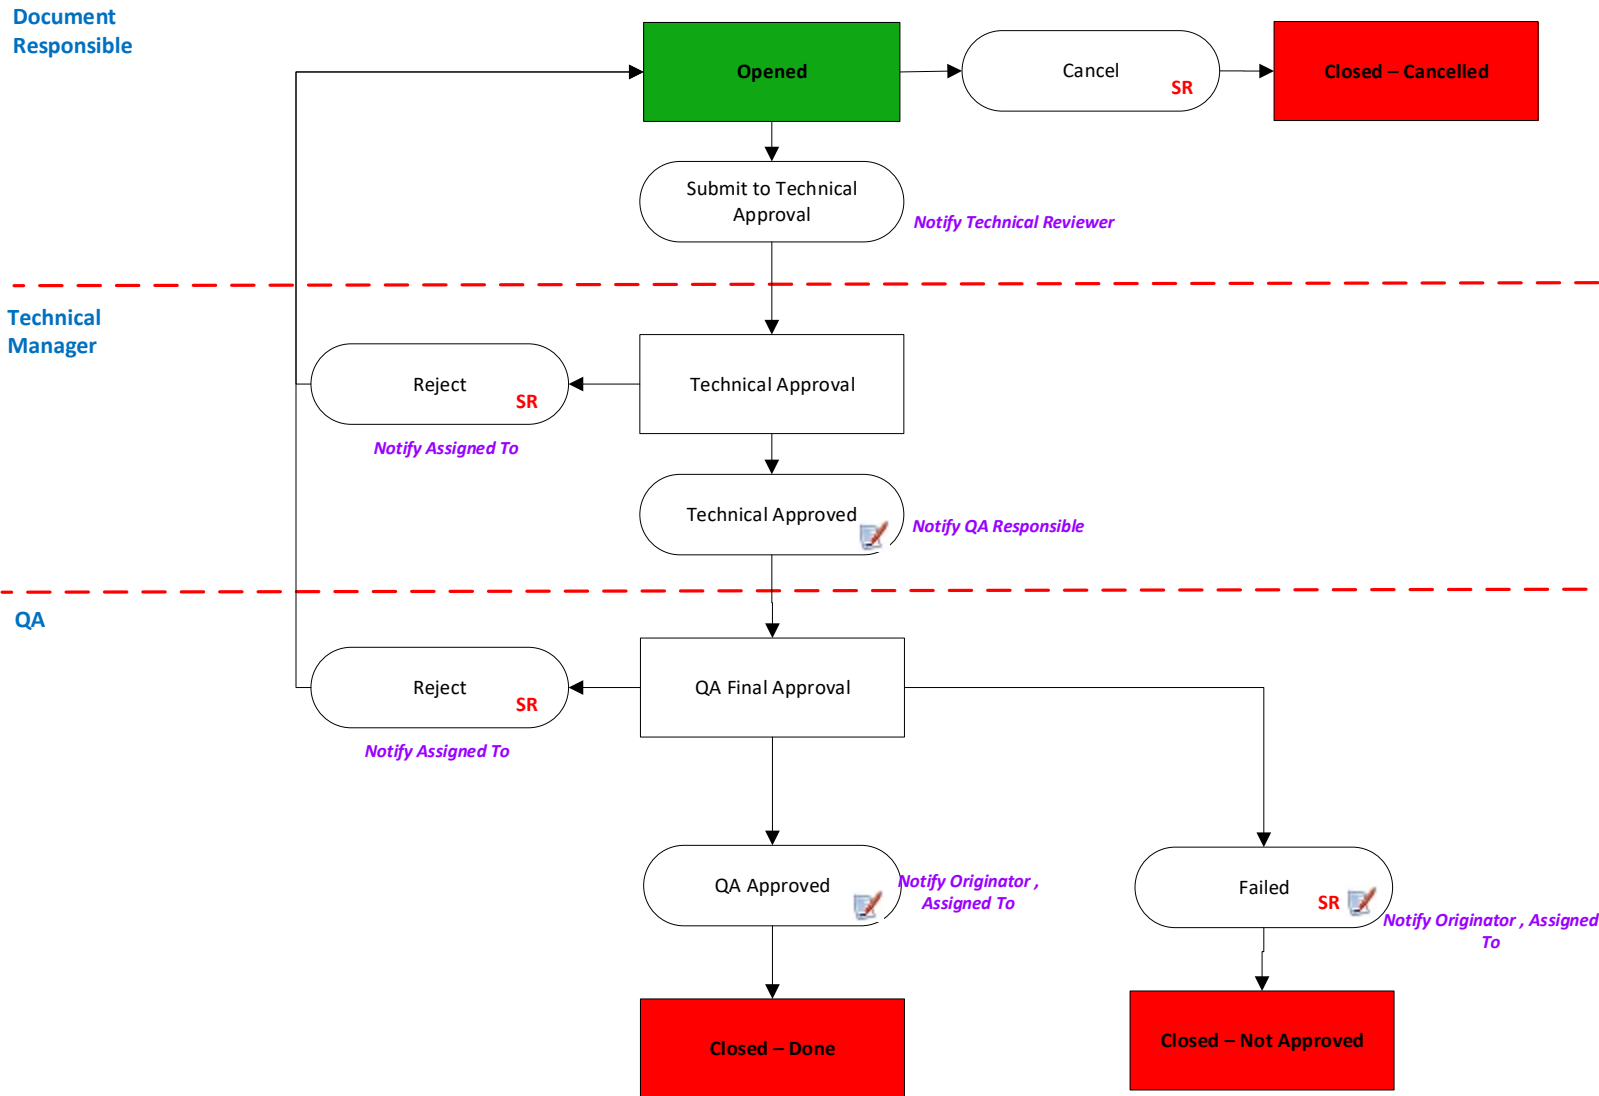 Document
Responsible
Opened
Cancel
SR
Closed – Cancelled
Submit to Technical
Approval
Notify Technical Reviewer
Technical
Manager
Reject
SR
Notify Assigned To
Technical Approval
Technical Approved
Notify QA Responsible
QA
Reject
SR
Notify Assigned To
QA Final Approval
QA Approved
Notify Originator ,
Assigned To
Failed
SR
Notify Originator , Assigned
To
Closed – Done
Closed – Not Approved